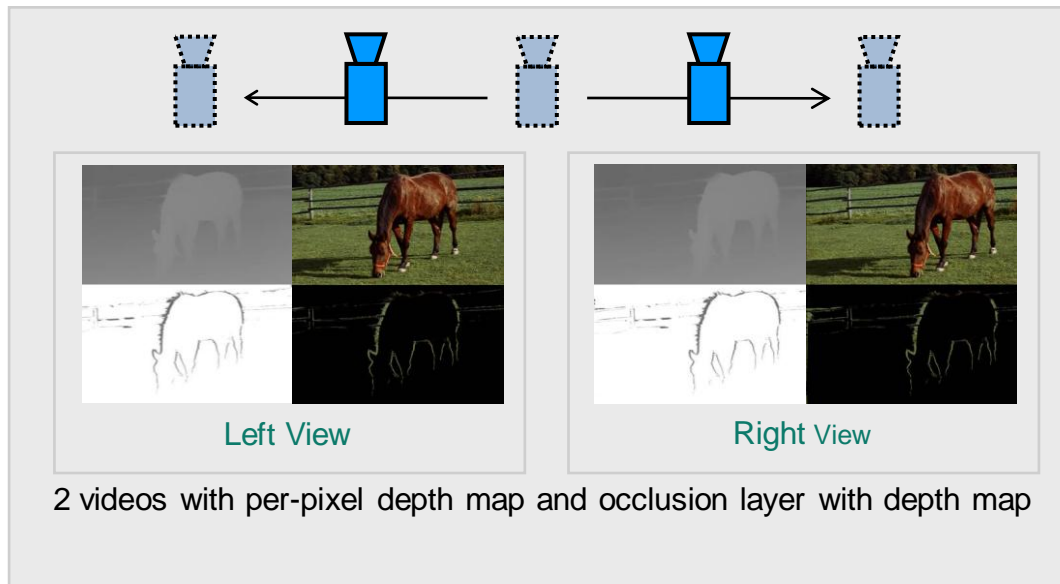 Left View
Right View
2 videos with per-pixel depth map and occlusion layer with depth map